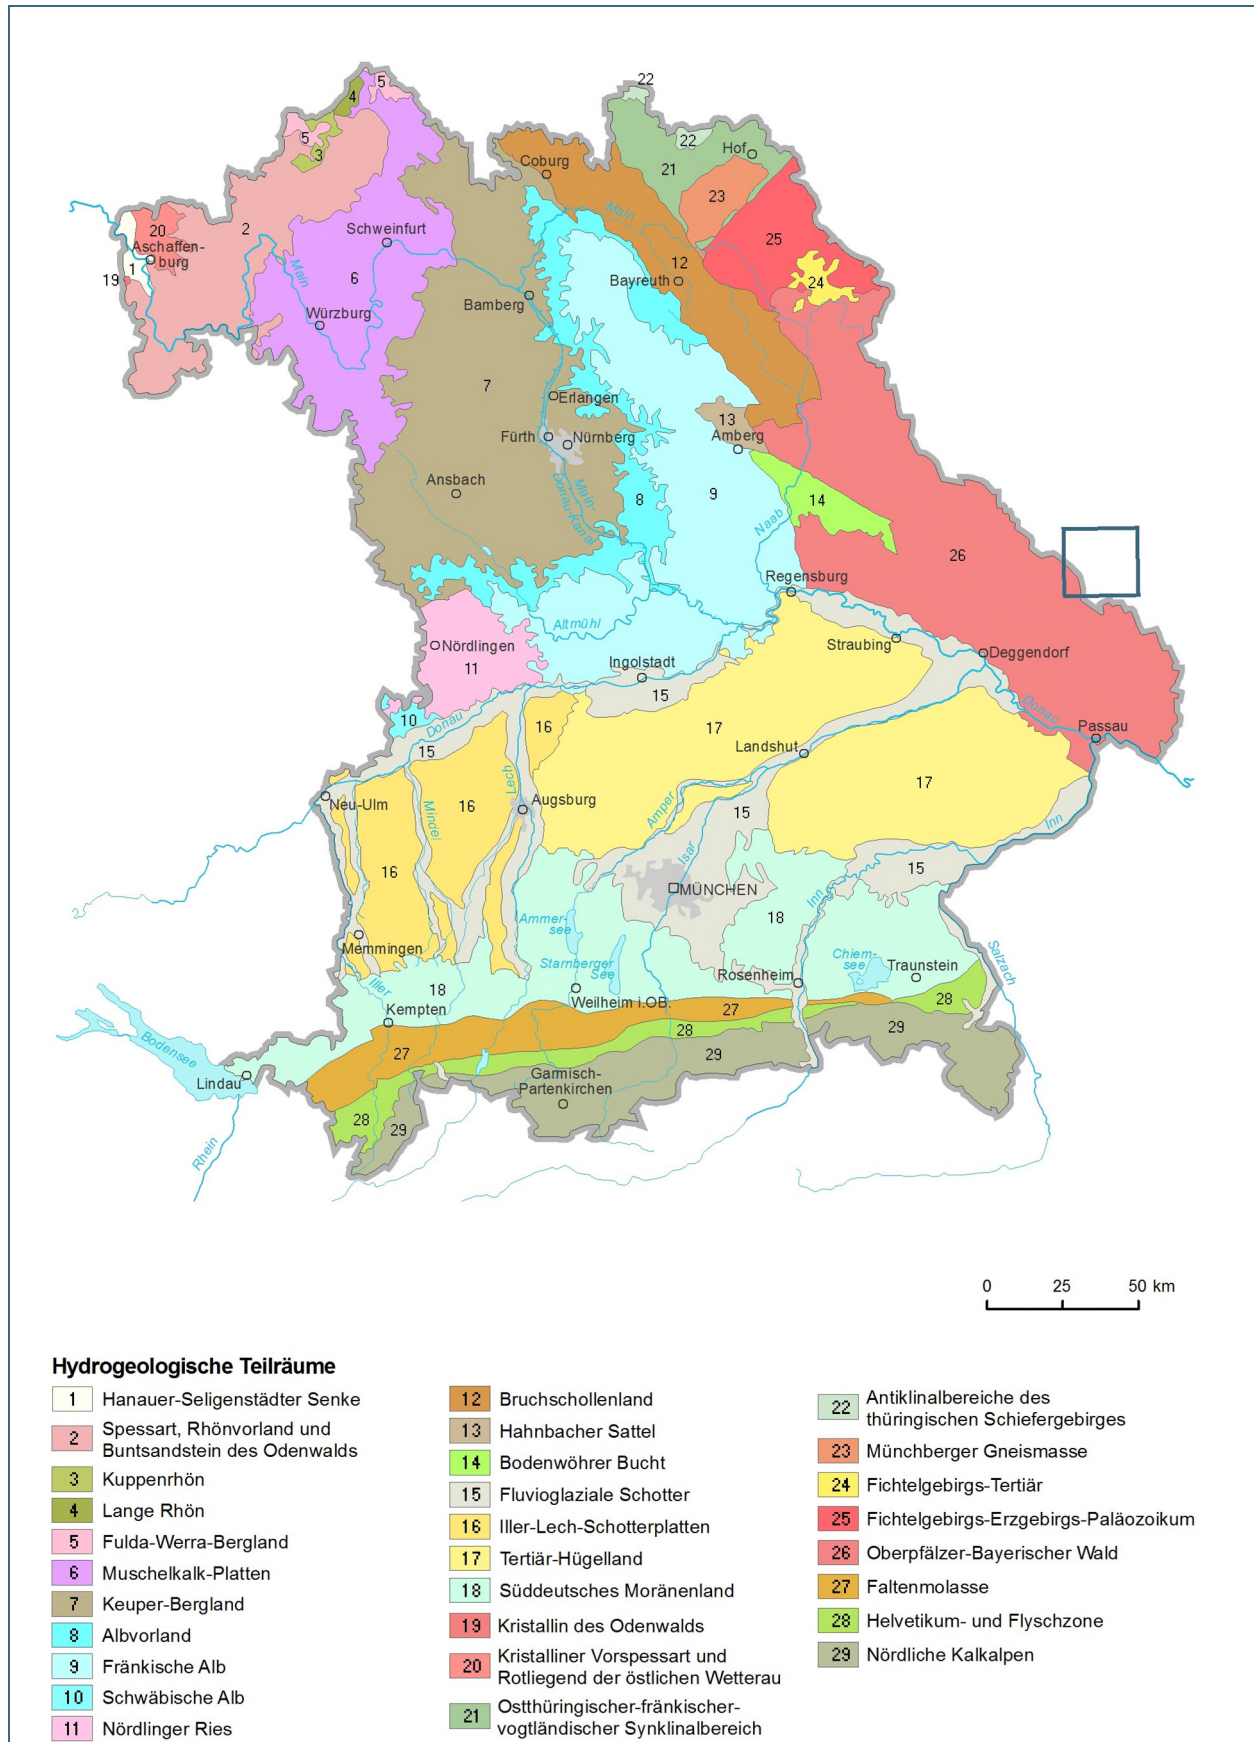 22
5
4
22
5
Hof
3
Coburg
21
23
20
2
Main
Schweinfurt
25
Aschaffen-
burg
1
19
Main
6
12
Bayreuth
24
Bamberg
Würzburg
7
Erlangen
13
Fürth
Nürnberg
Amberg
Ansbach
Main-
Donau-Kanal
8
9
14
Naab
26
Regensburg
Altmühl
Nördlingen
Straubing
11
Ingolstadt
Deggendorf
15
10
Donau
16
17
Donau
Passau
15
Landshut
Lech
17
Neu-Ulm
Mindel
16
Augsburg
Amper
15
Inn
Isar
16
15
MÜNCHEN
Inn
Ammer-
see
18
Memmingen
Starnberger
See
Chiem-
see
Salzach
Rosenheim
Traunstein
Iller
18
Kempten
Weilheim i.OB.
27
28
28
29
Bodensee
27
29
Lindau
Garmisch-
Partenkirchen
28
29
Rhein
0 25 50 km
Hydrogeologische Teilräume
1 Hanauer-Seligenstädter Senke
2 Spessart, Rhönvorland und
Buntsandstein des Odenwalds
3 Kuppenrhön
4 Lange Rhön
5 Fulda-Werra-Bergland
6 Muschelkalk-Platten
7 Keuper-Bergland
8 Albvorland
9 Fränkische Alb
10 Schwäbische Alb
11 Nördlinger Ries
12 Bruchschollenland
13 Hahnbacher Sattel
14 Bodenwöhrer Bucht
15 Fluvioglaziale Schotter
16 Iller-Lech-Schotterplatten
17 Tertiär-Hügelland
18 Süddeutsches Moränenland
19 Kristallin des Odenwalds
20 Kristalliner Vorspessart und
Rotliegend der östlichen Wetterau
21 Ostthüringischer-fränkischer-
vogtländischer Synklinalbereich
22 Antiklinalbereiche des
thüringischen Schiefergebirges
23 Münchberger Gneismasse
24 Fichtelgebirgs-Tertiär
25 Fichtelgebirgs-Erzgebirgs-Paläozoikum
26 Oberpfälzer-Bayerischer Wald
27 Faltenmolasse
28 Helvetikum- und Flyschzone
29 Nördliche Kalkalpen